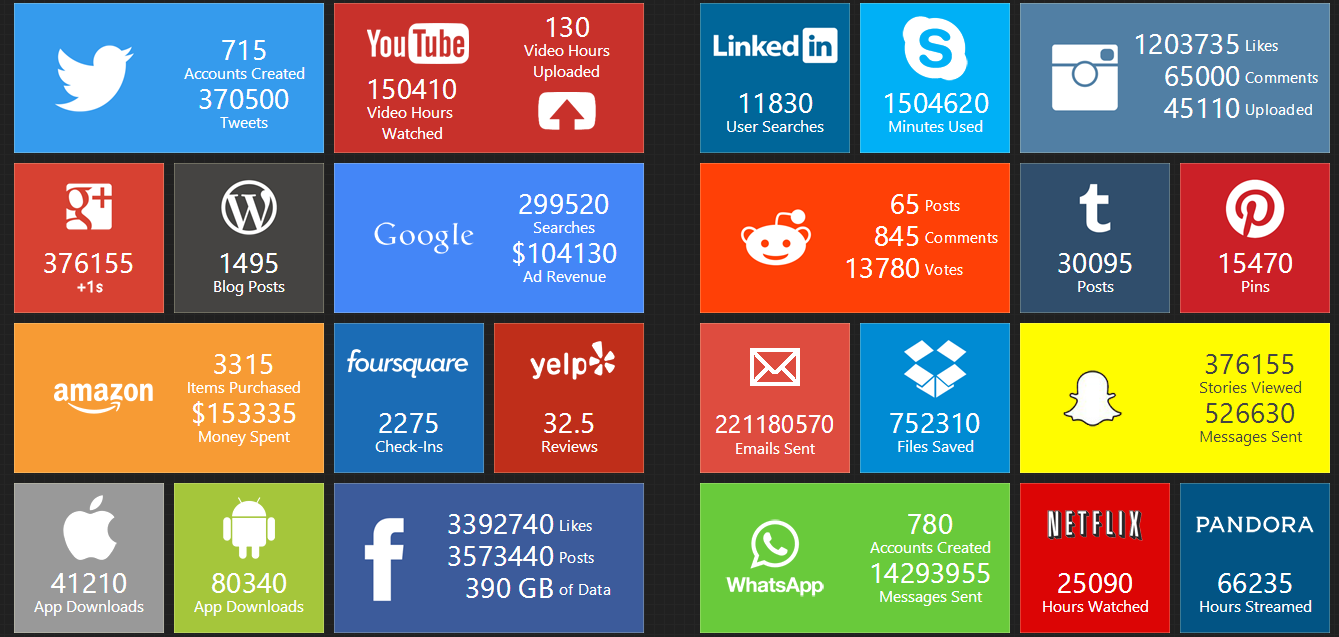 715
Accounts Created
370500
Tweets
YouTube
150410
Video Hours
Watched
130
Video Hours
Uploaded
LinkedIn
11830
User Searches
S
1504620
Minutes Used
1203735 Likes
65000 Comments
45110 Uploaded
g+
376155
+1s
W
1495
Blog Posts
Google
299520
Searches
$104130
Ad Revenue
65 Posts
845 Comments
13780 Votes
t
30095
Posts
P
15470
Pins
amazon
3315
Items Purchased
$153335
Money Spent
foursquare
2275
Check-Ins
yelp
32.5
Reviews
221180570
Emails Sent
752310
Files Saved
376155
Stories Viewed
526630
Messages Sent
41210
App Downloads
80340
App Downloads
f
3392740 Likes
3573440 Posts
390 GB of Data
WhatsApp
780
Accounts Created
14293955
Messages Sent
NETFLIX
25090
Hours Watched
PANDORA
66235
Hours Streamed